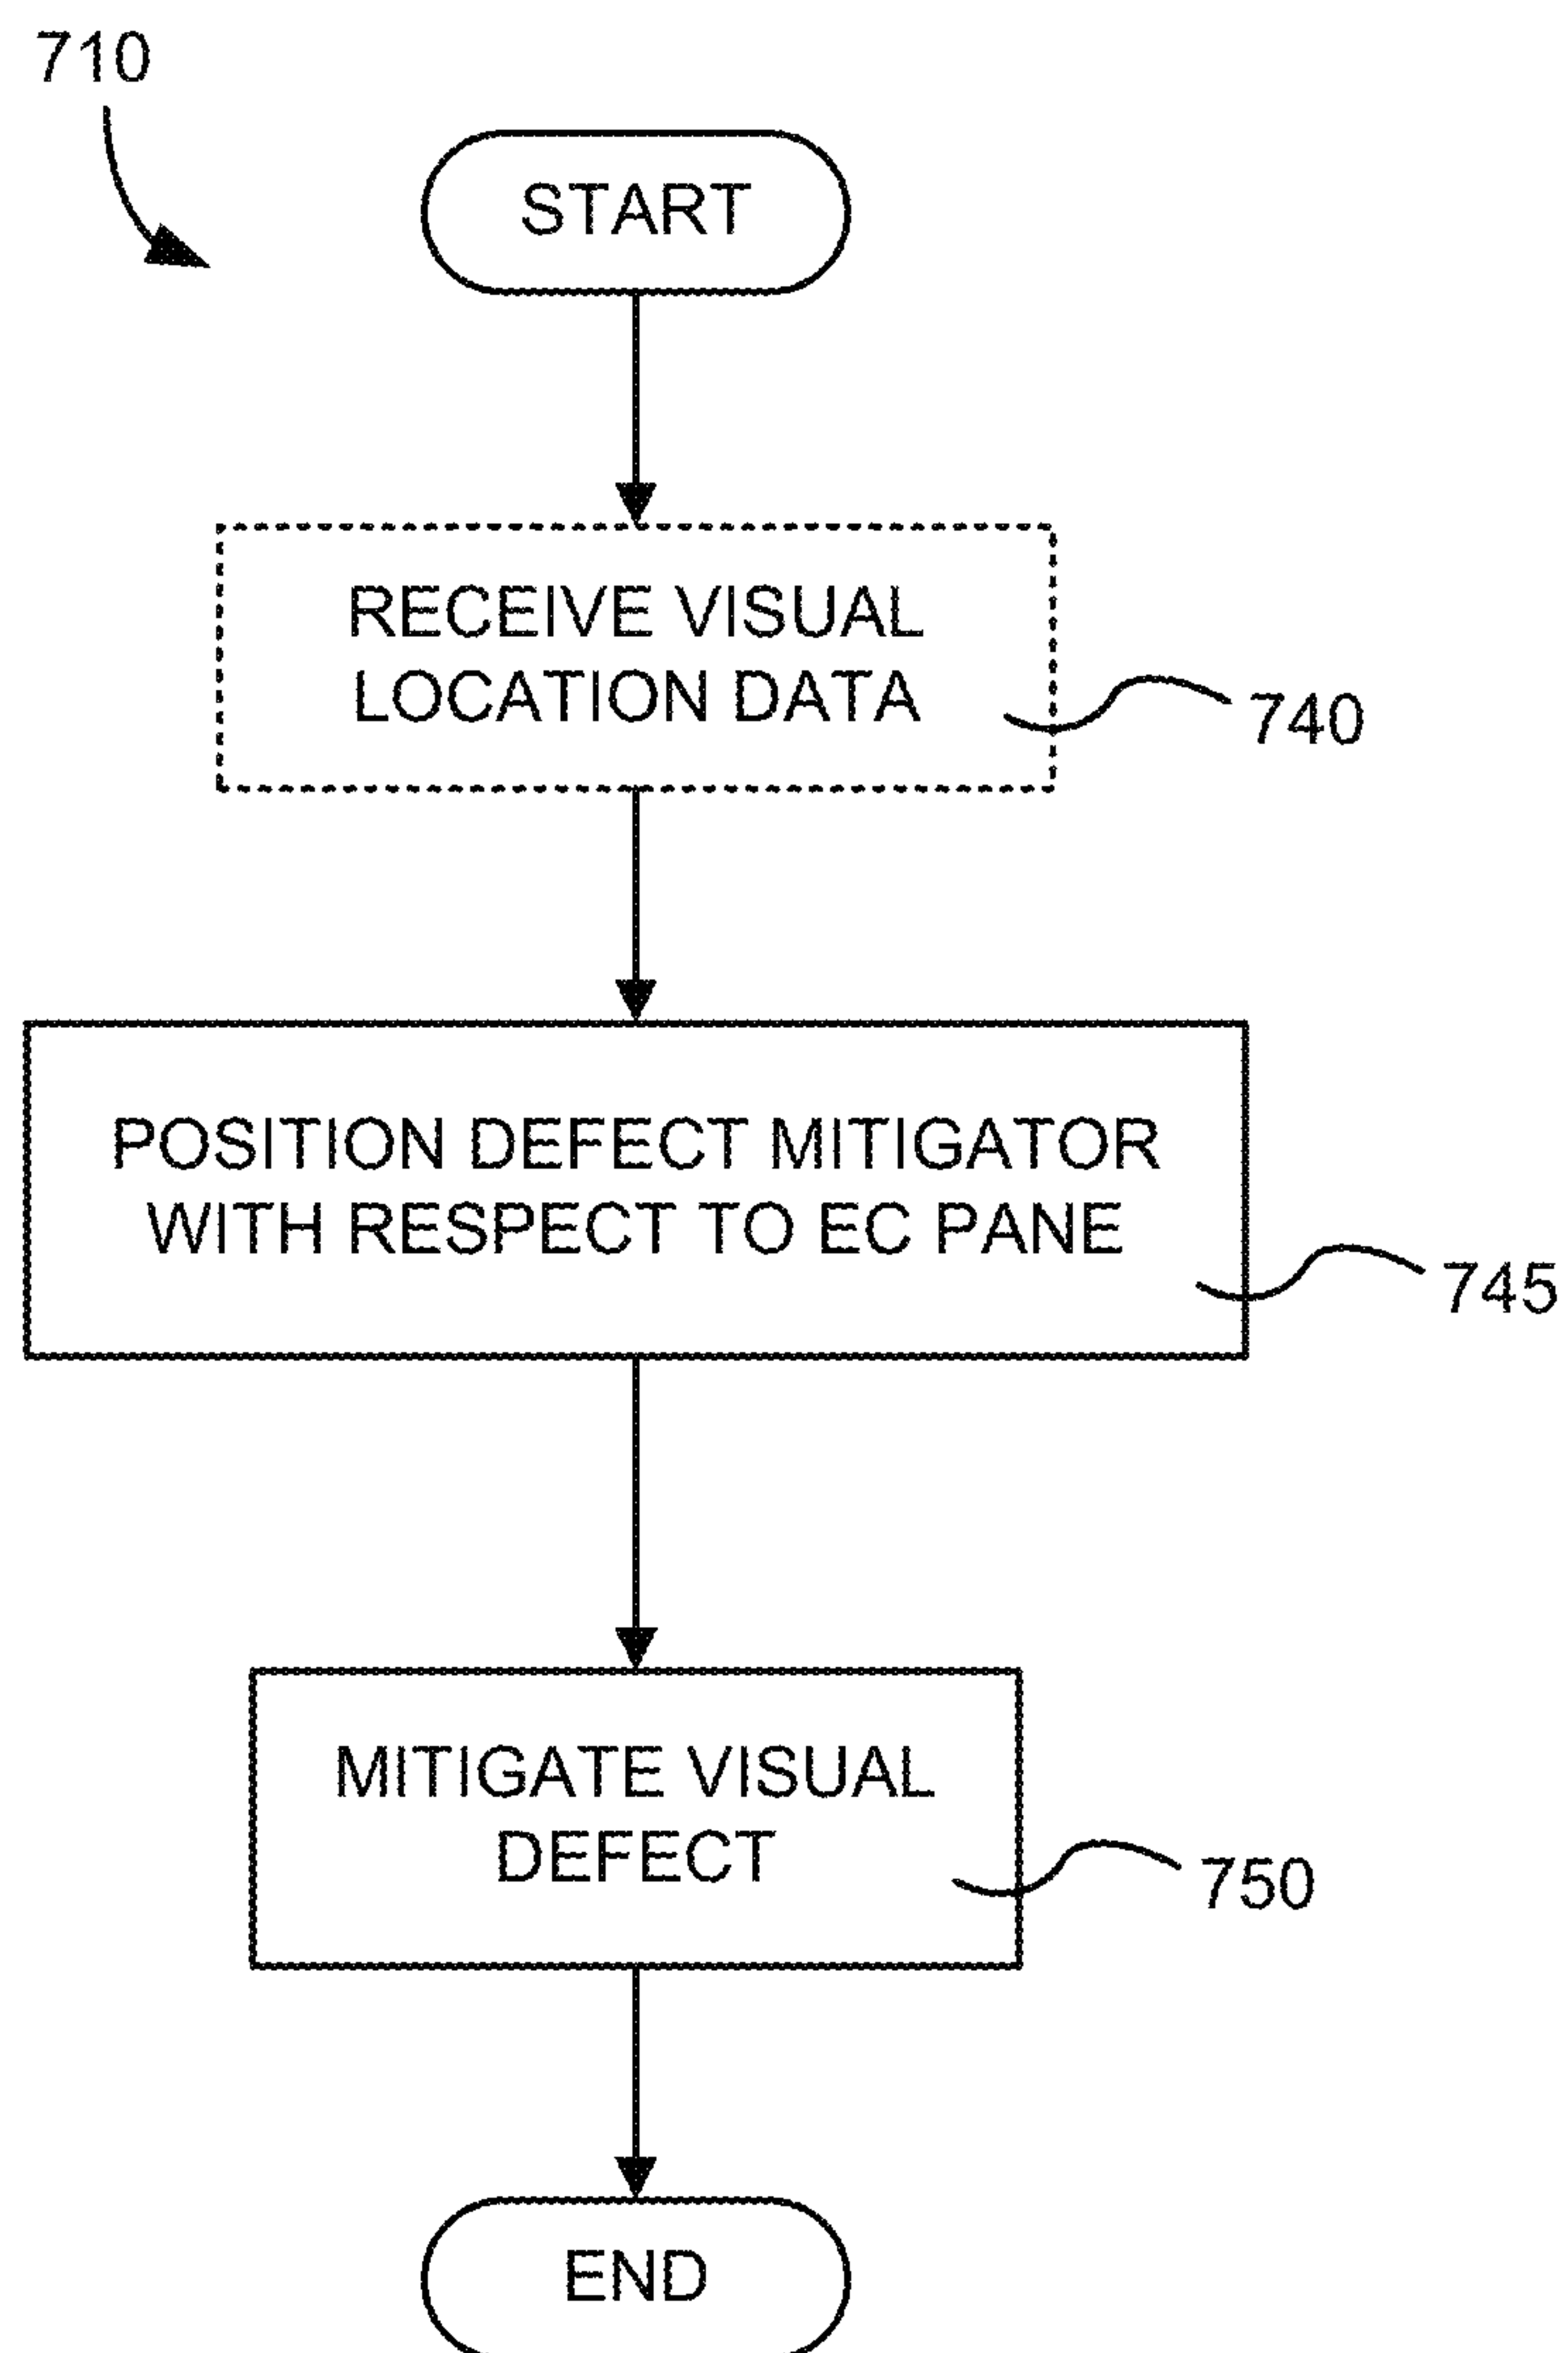 710
START
RECEIVE VISUAL
LOCATION DATA
740
POSITION DEFECT MITIGATOR
WITH RESPECT TO EC PANE
745
MITIGATE VISUAL
DEFECT
750
END